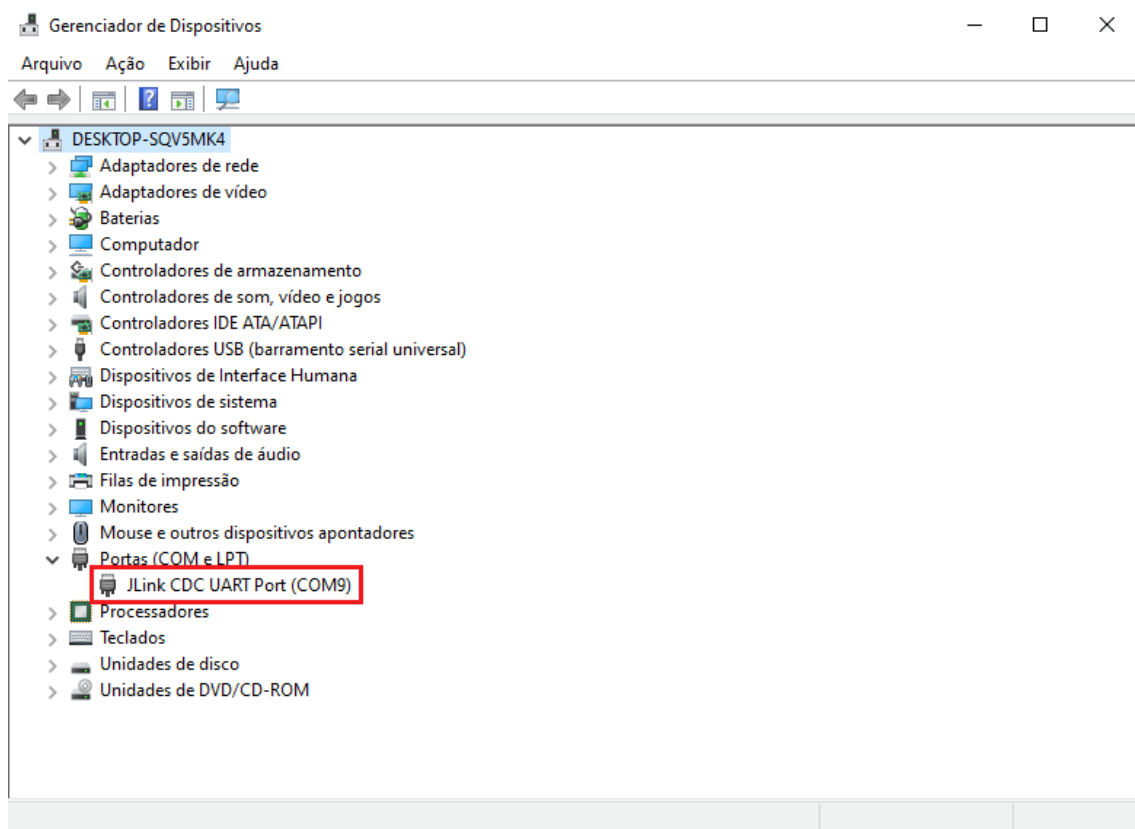 Gerenciador de Dispositivos
Arquivo Ação Exibir Ajuda
DESKTOP-SQV5MK4
Adaptadores de rede
Adaptadores de vídeo
Baterias
Computador
Controladores de armazenamento
Controladores de som, vídeo e jogos
Controladores IDE ATA/ATAPI
Controladores USB (barramento serial universal)
Dispositivos de Interface Humana
Dispositivos de sistema
Dispositivos do software
Entradas e saídas de áudio
Filas de impressão
Monitores
Mouse e outros dispositivos apontadores
Portas (COM e LPT)
JLink CDC UART Port (COM9)
Processadores
Teclados
Unidades de disco
Unidades de DVD/CD-ROM